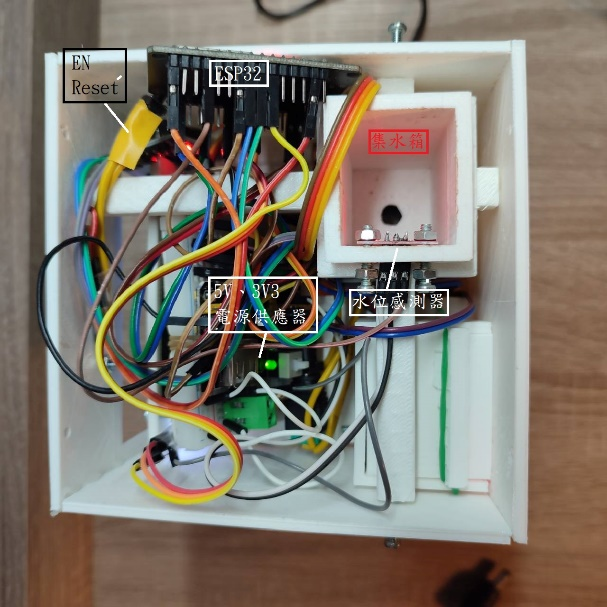 EN
Reset
ESP32
集水箱
5V、3V3
電源供應器
水位感測器